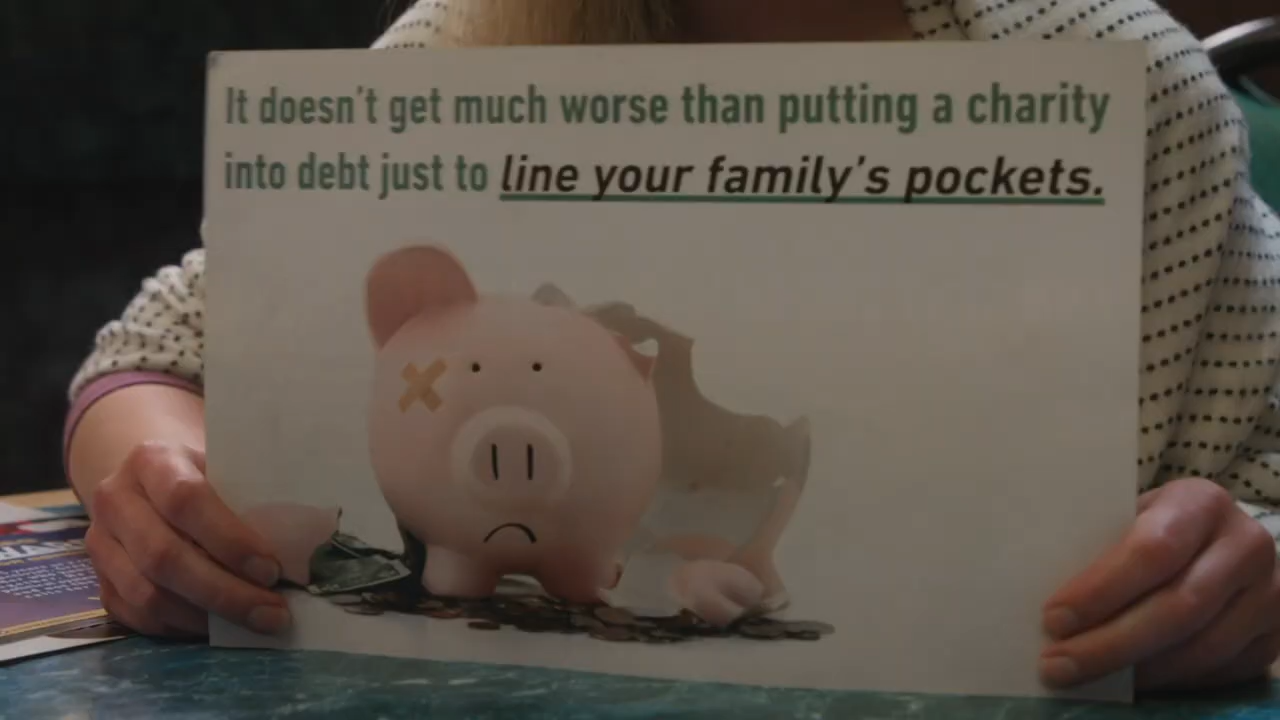 It doesn't get much worse than putting a charity
into debt just to line your family's pockets.